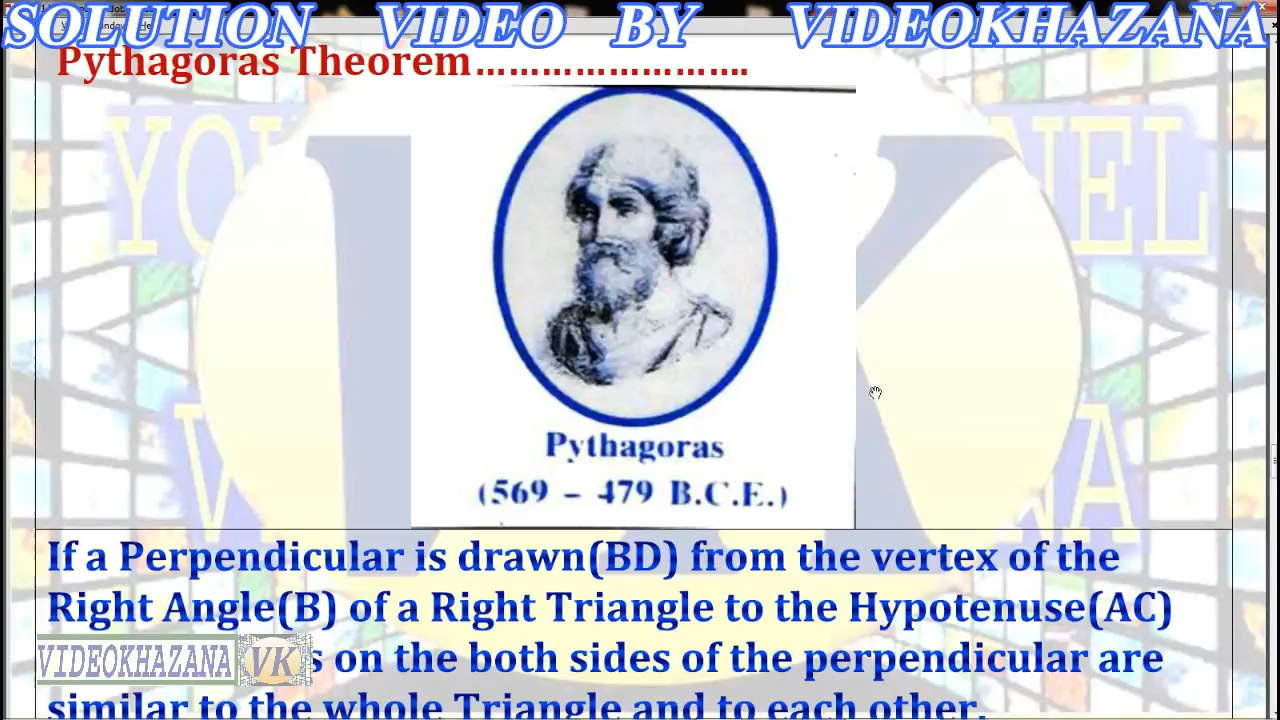 SOLUTION VIDEO BY VIDEOKHAZANA
Pythagoras Theorem…………………….
Pythagoras
(569 – 479 B.C.E.)
If a Perpendicular is drawn(BD) from the vertex of the
Right Angle(B) of a Right Triangle to the Hypotenuse(AC)
s on the both sides of the perpendicular are
VIDEOKHAZANA VK
similar to the whole Triangle and to each other.